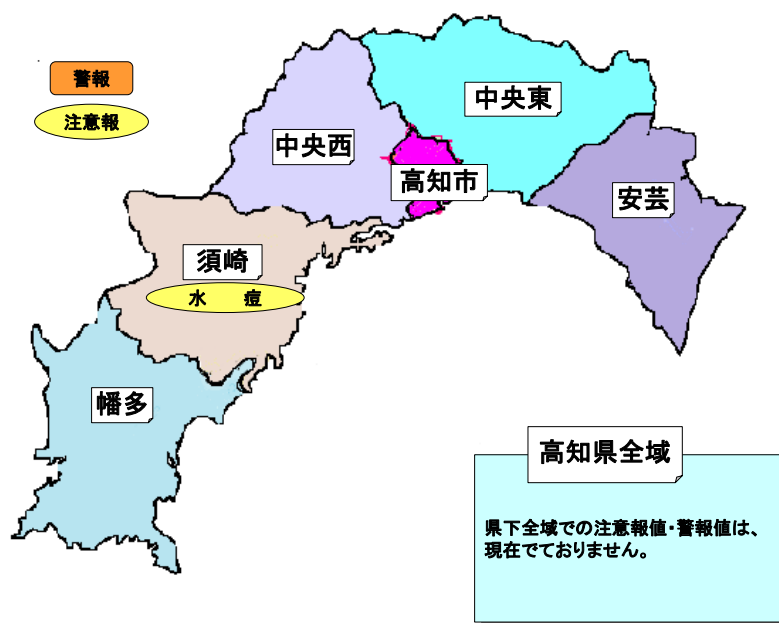 警報
注意報
中央東
中央西
高知市
安芸
須崎
水 痘
幡多
高知県全域
県下全域での注意報値・警報値は、
現在でておりません。